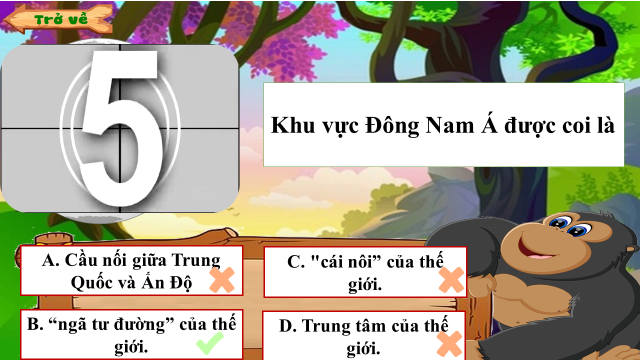 Trở về
5
Khu vực Đông Nam Á được coi là
A. Cầu nối giữa Trung
Quốc và Ấn Độ
C. "cái nôi” của thế
giới.
B. “ngã tư đường” của thế
giới.
D. Trung tâm của thế
giới.